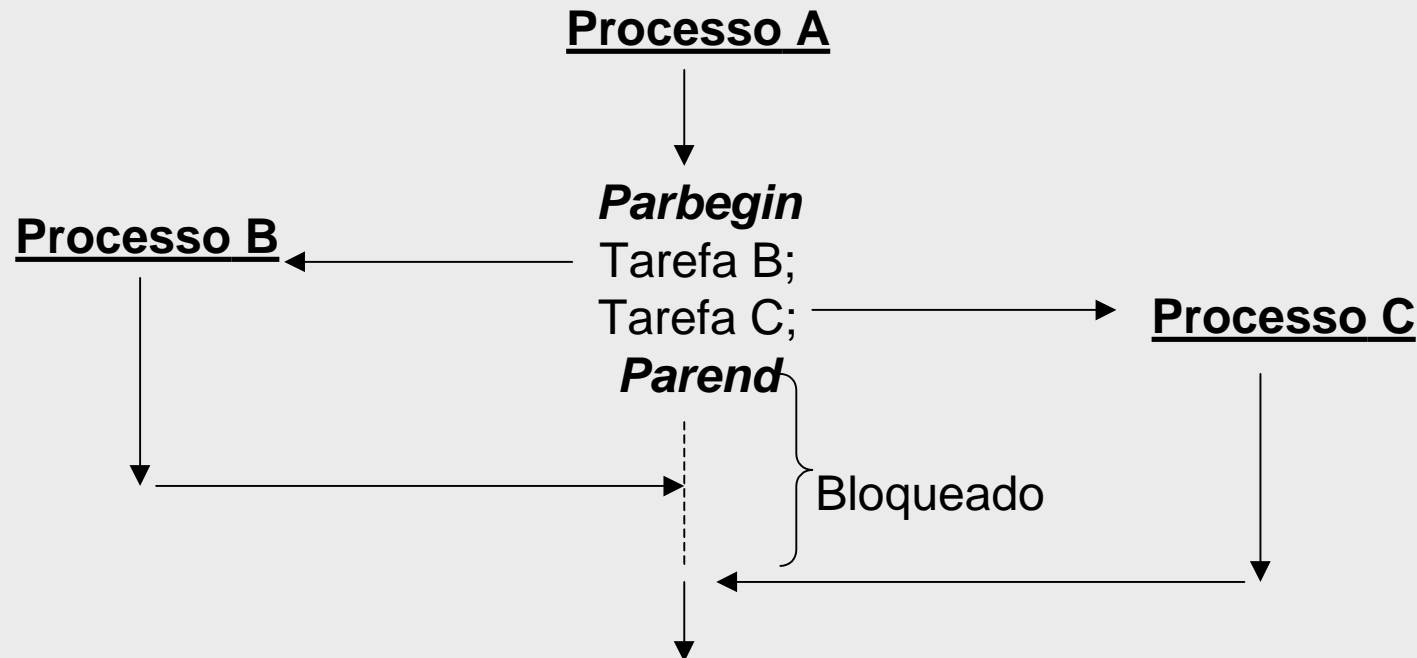 Processo A
Parbegin
Processo B
Tarefa B;
Tarefa C;
Processo C
Parend
Bloqueado